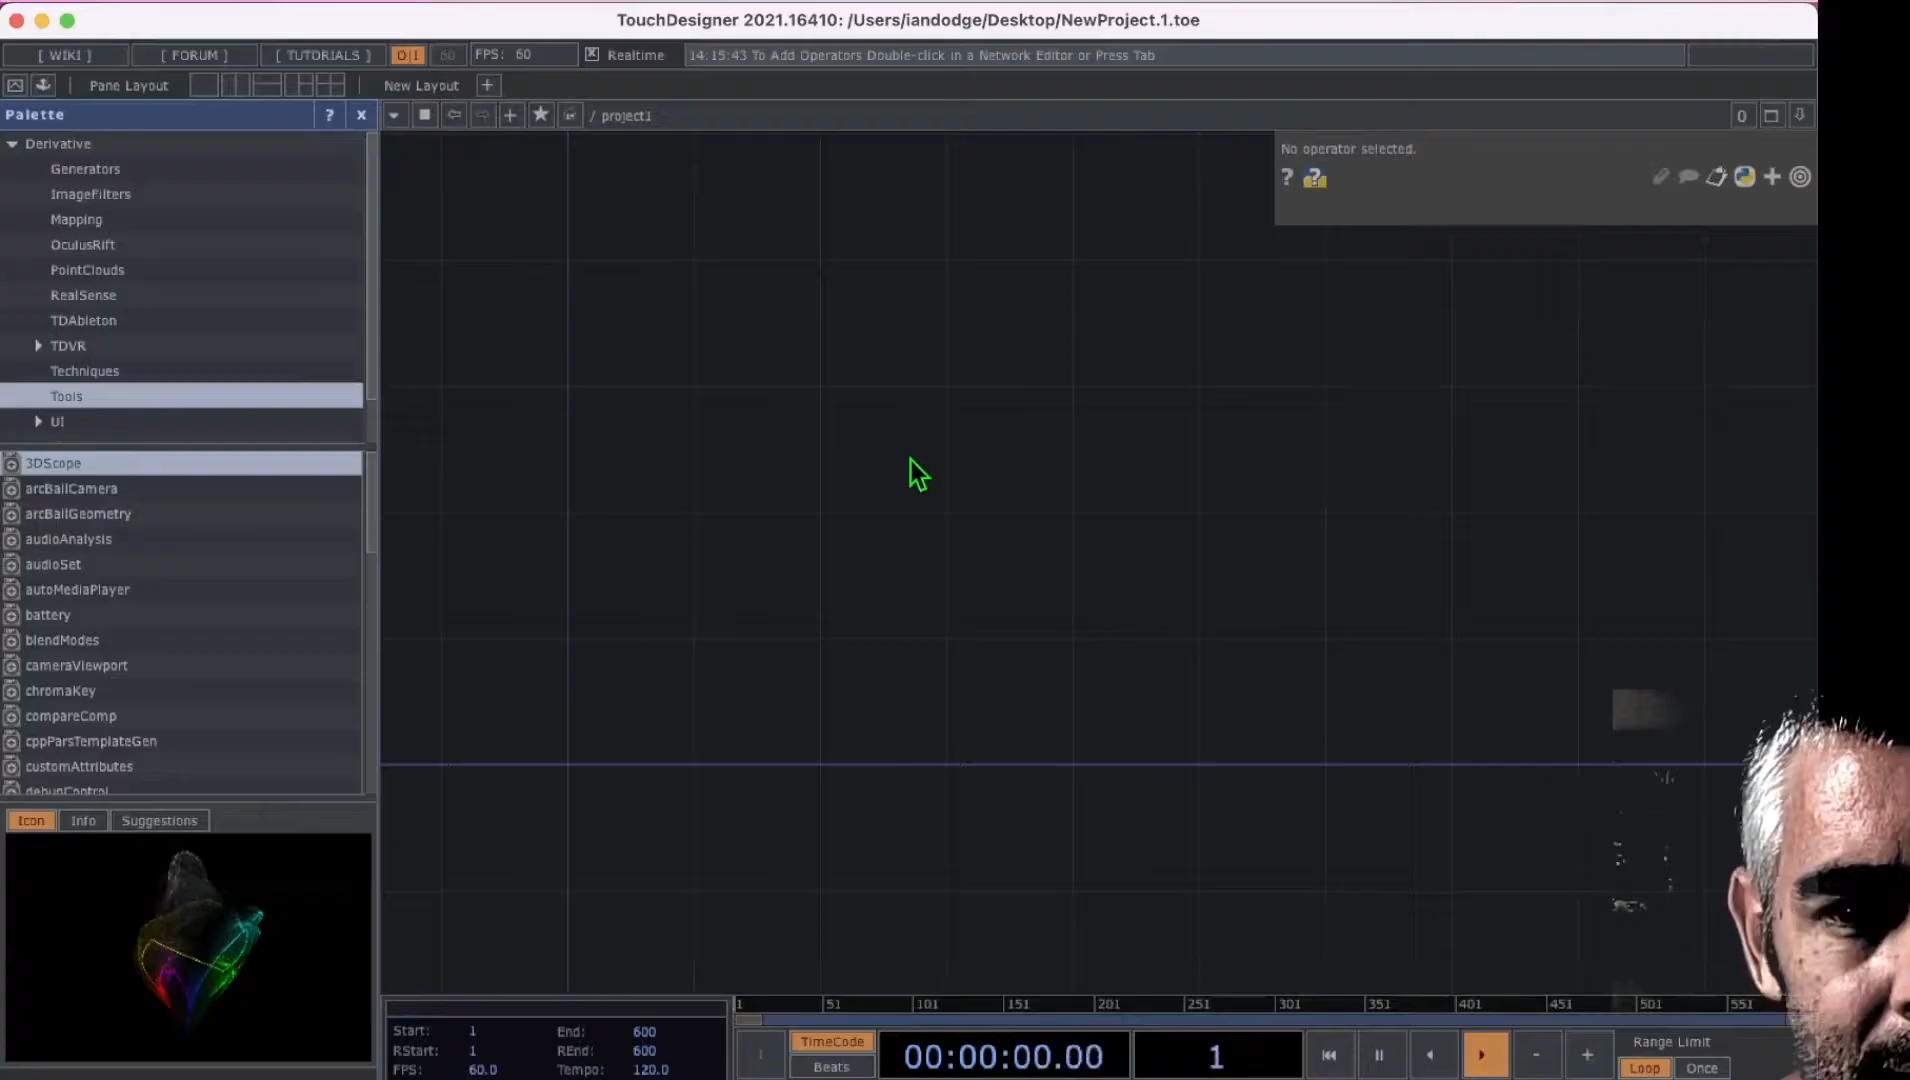 TouchDesigner 2021.16410: /Users/iandodge/Desktop/NewProject.1.toe
[ WIKI ] [ FORUM ] [ TUTORIALS ] O|I 60 FPS: 60 Realtime 14:15:43 To Add Operators Double-click in a Network Editor or Press Tab
Pane Layout New Layout +
Palette ? x / project1 0
Derivative
Generators
ImageFilters
Mapping
OculusRift
PointClouds
RealSense
TDAbleton
TDVR
Techniques
Tools
UI
No operator selected.
3DScope
arcBallCamera
arcBallGeometry
audioAnalysis
audioSet
autoMediaPlayer
battery
blendModes
cameraViewport
chromaKey
compareComp
cppParsTemplateGen
customAttributes
Icon Info Suggestions
1 51 101 151 201 251 301 351 401 451 501 551
Start: 1 End: 600
RStart: 1 REnd: 600
FPS: 60.0 Tempo: 120.0
TimeCode
Beats
00:00:00.00 1
Range Limit
Loop Once